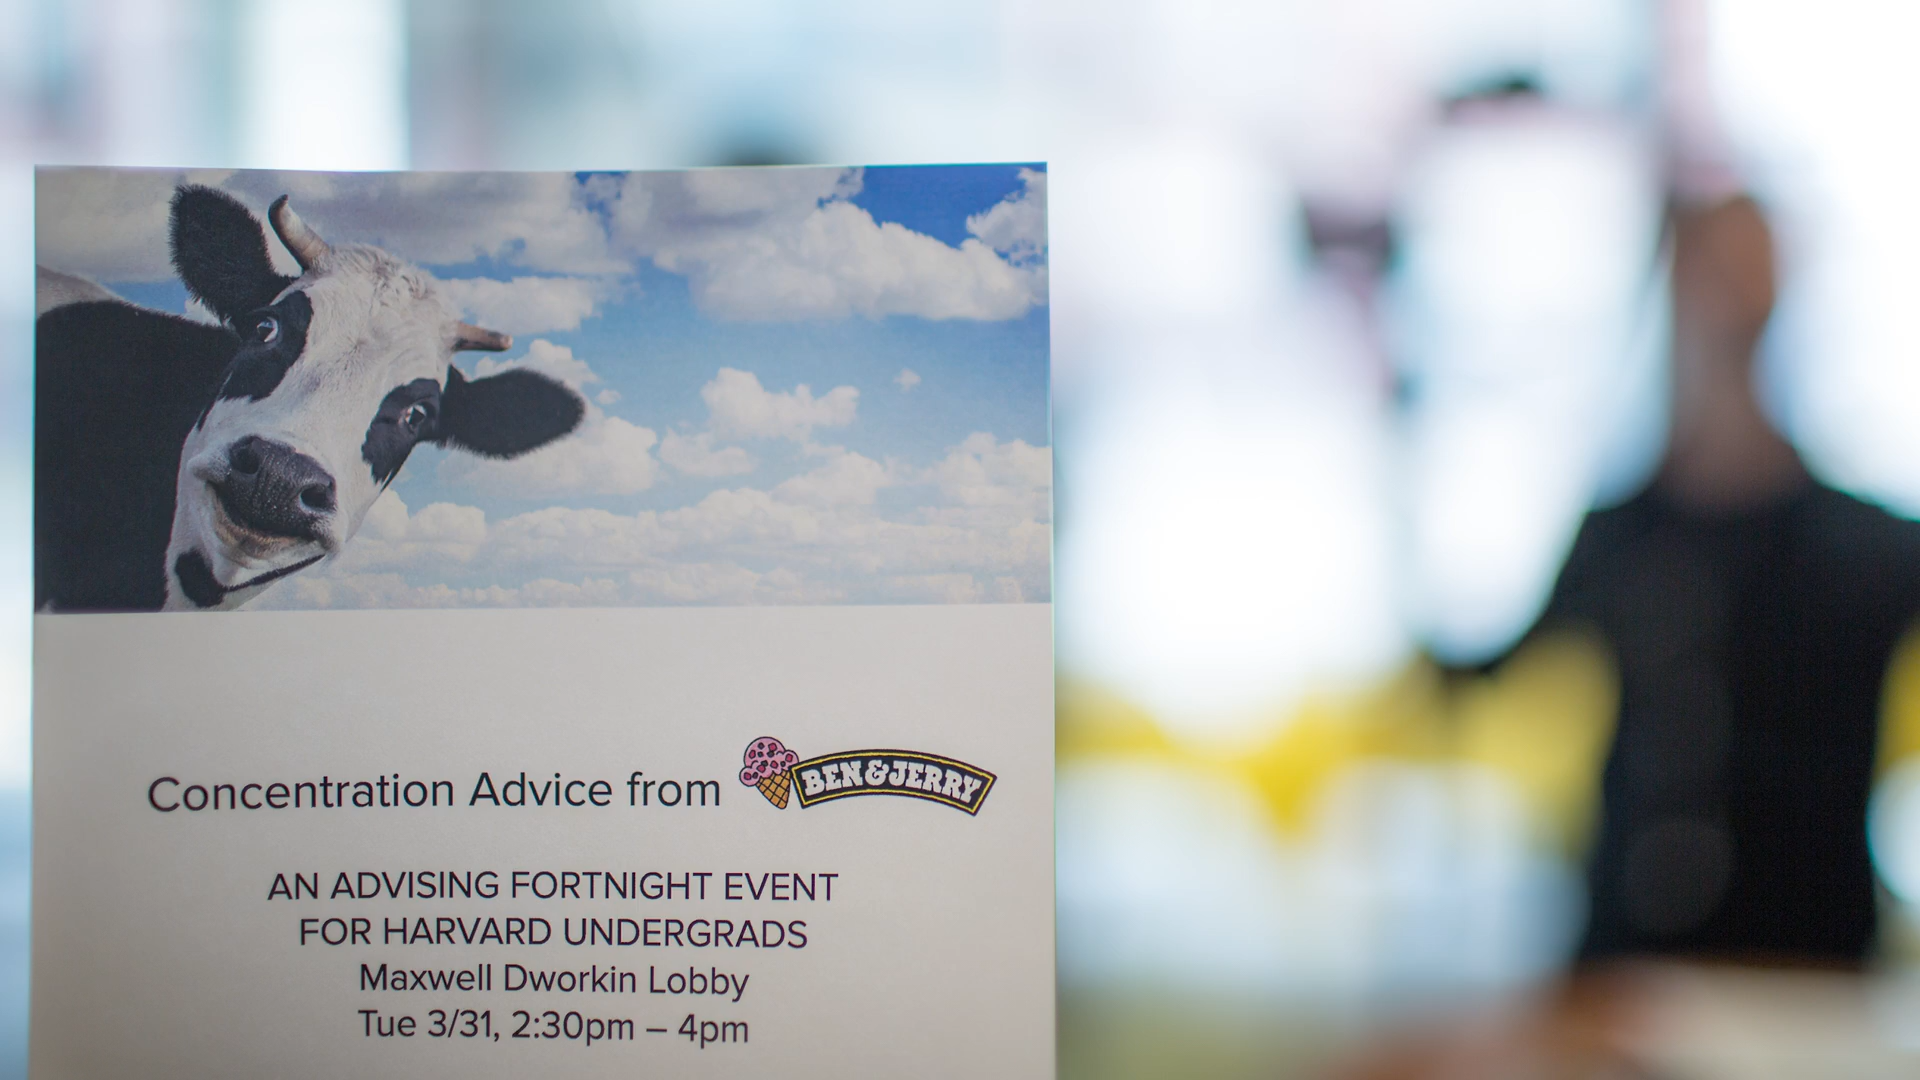 Concentration Advice from BEN & JERRY
AN ADVISING FORTNIGHT EVENT
FOR HARVARD UNDERGRADS
Maxwell Dworkin Lobby
Tue 3/31, 2:30pm – 4pm